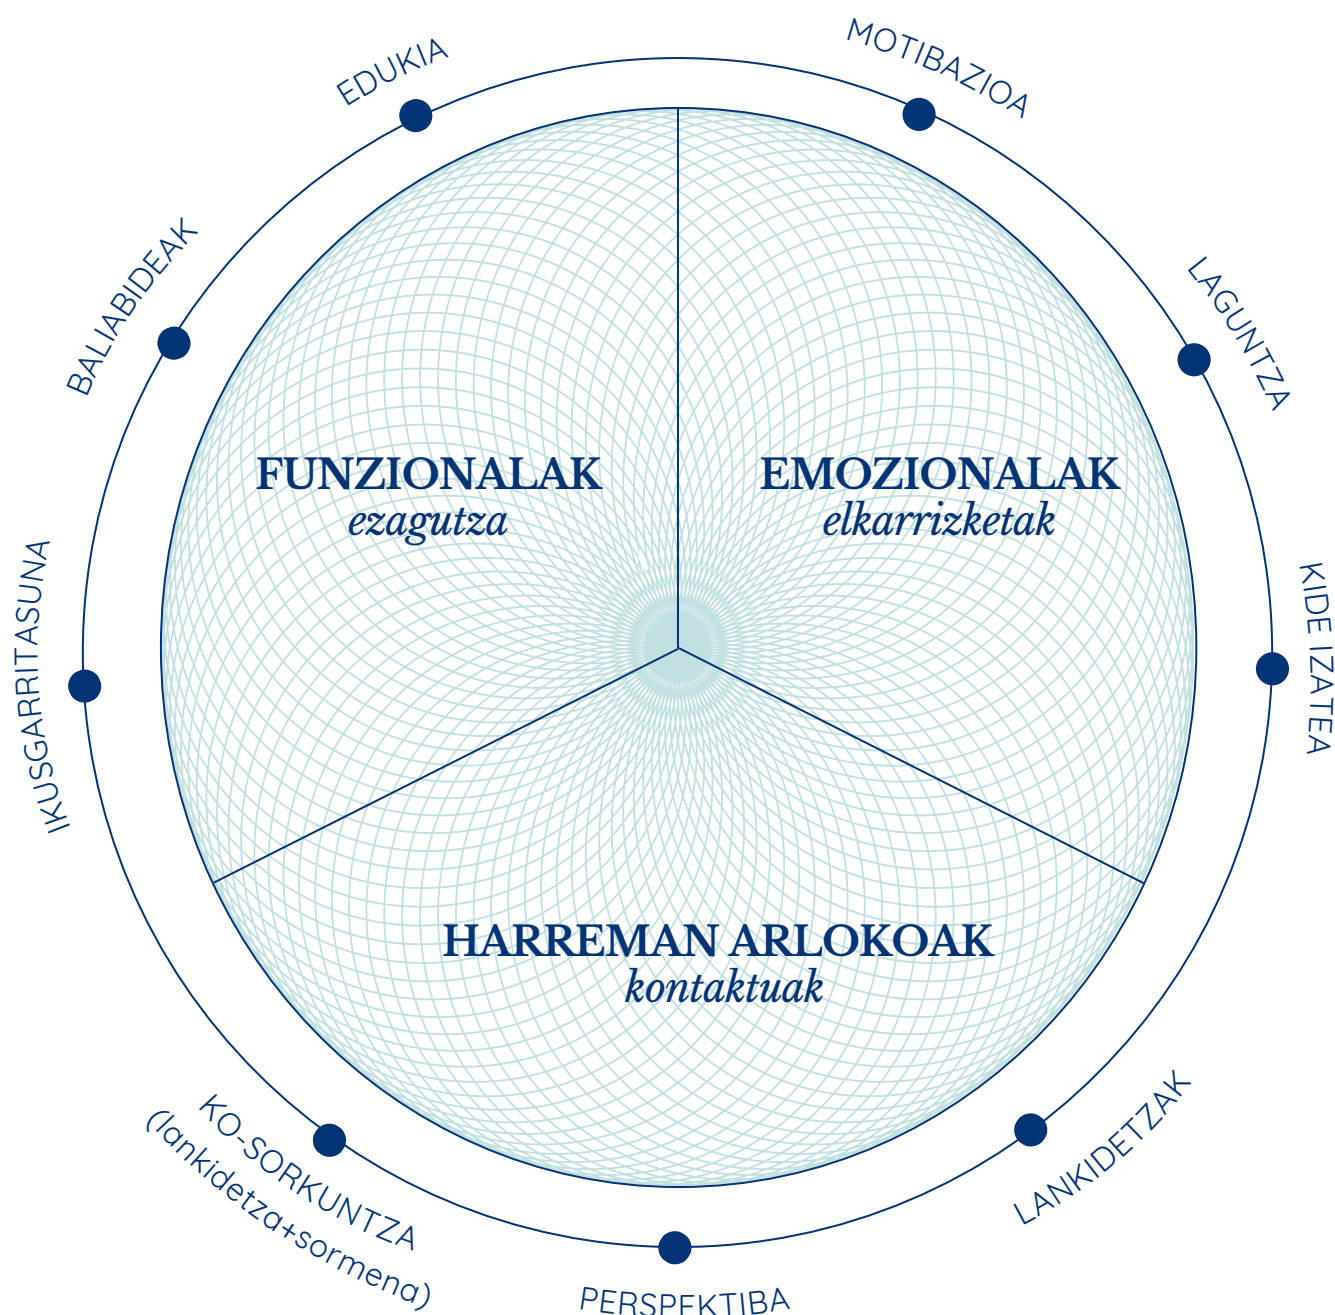 EDUKIA
MOTIBAZIOA
BALIABIDEAK
LAGUNTZA
FUNZIONALAK
ezagutza
EMOZIONALAK
elkarrizketak
IKUSGARRITASUNA
KIDE IZATEA
HARREMAN ARLOKOAK
kontaktuak
KO-SORKUNTZA
(lankidetza+sormena)
LANKIDETZAK
PERSPEKTIBA